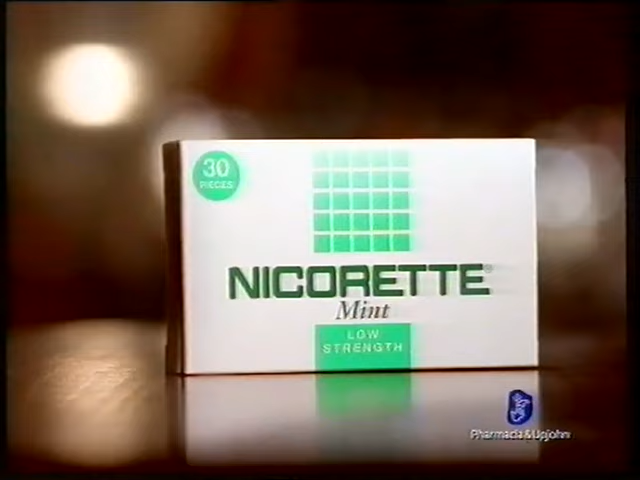 30
PIECES
NICORETTE®
Mint
LOW
STRENGTH
Pharmacia&Upjohn